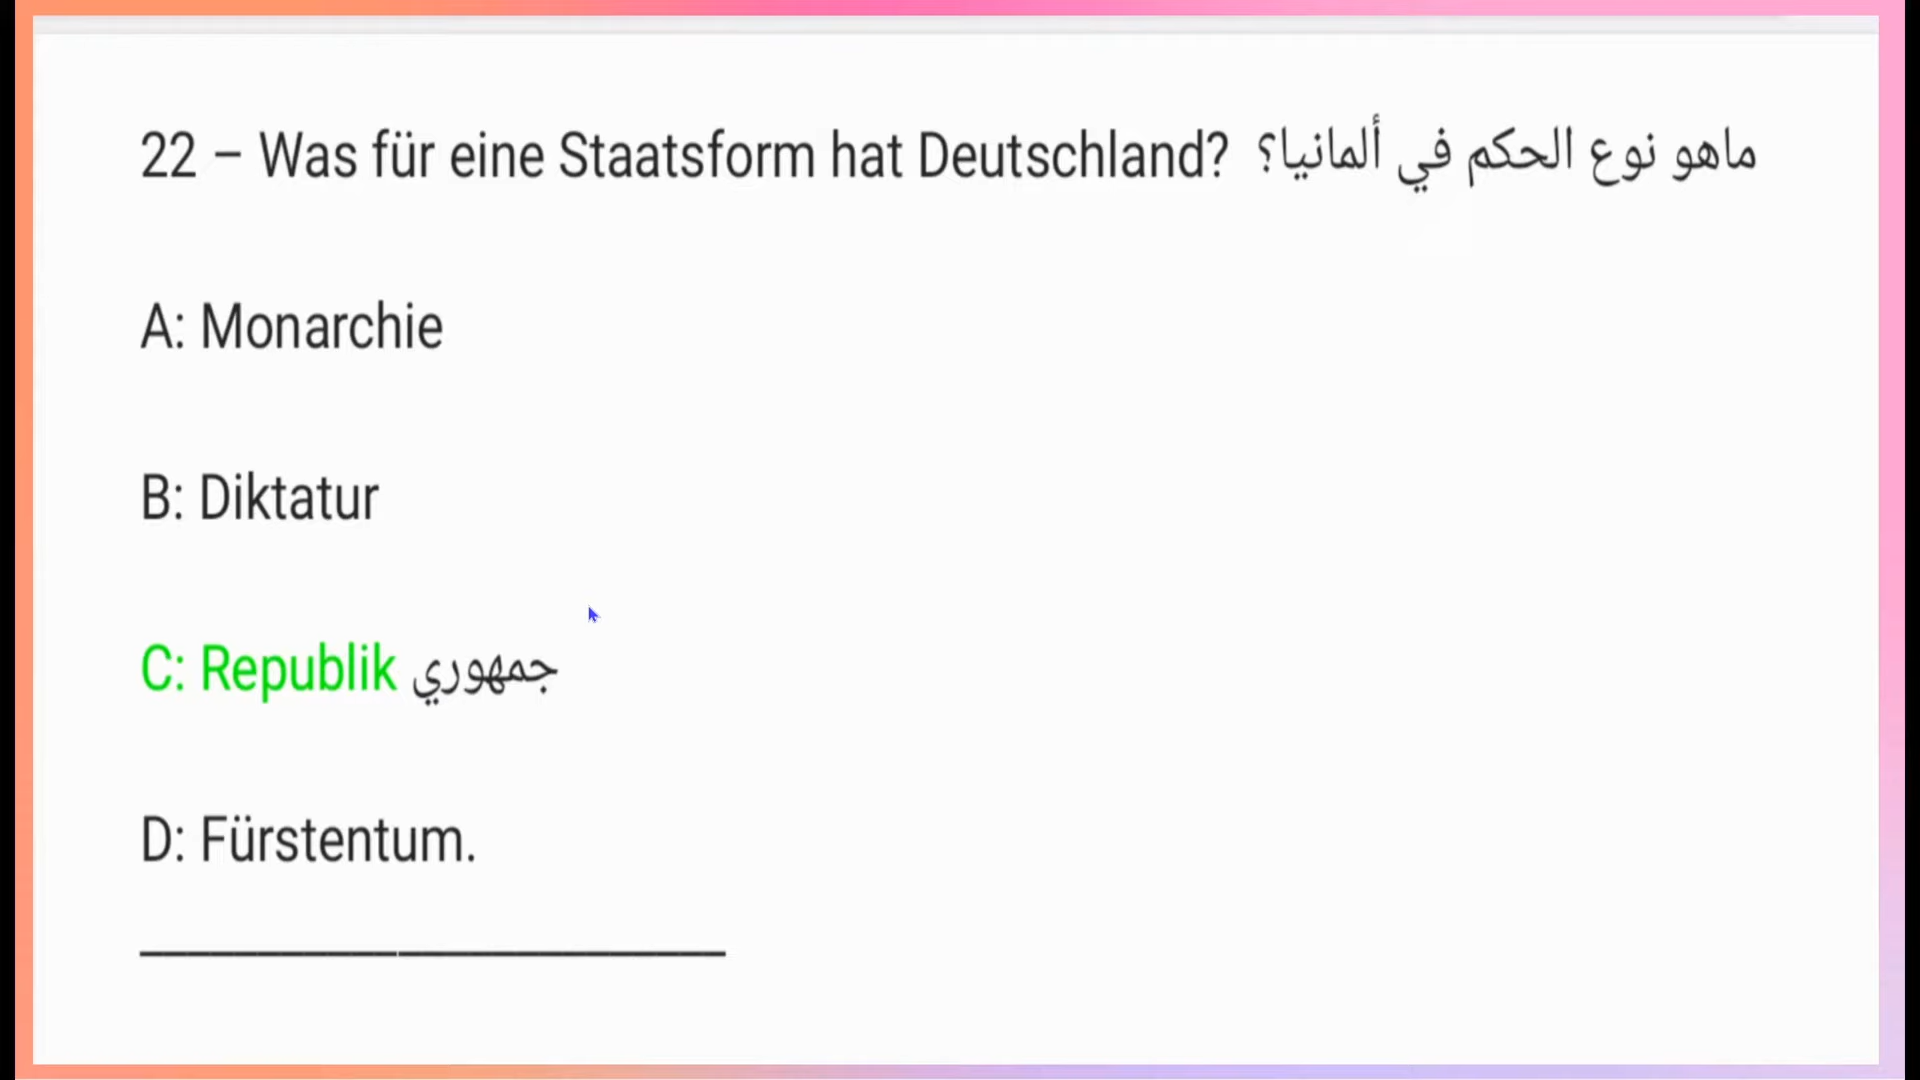 22 – Was für eine Staatsform hat Deutschland? ماهو نوع الحكم في ألمانيا؟
A: Monarchie
B: Diktatur
C: Republik جمهوري
D: Fürstentum.